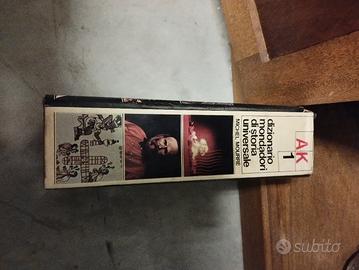 AK
1
dizionario
mondadori
di storia
universale
MICHEL MOURRE
subito